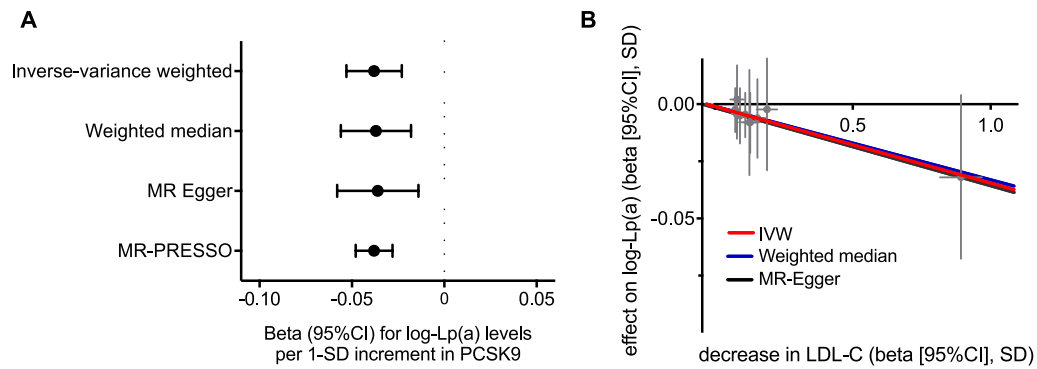 A
Inverse-variance weighted
Weighted median
MR Egger
MR-PRESSO
-0.10
-0.05
0
0.05
Beta (95%CI) for log-Lp(a) levels
per 1-SD increment in PCSK9
B
effect on log-Lp(a) (beta [95%CI], SD)
0.00
-0.05
0.5
1.0
IVW
Weighted median
MR-Egger
decrease in LDL-C (beta [95%CI], SD)